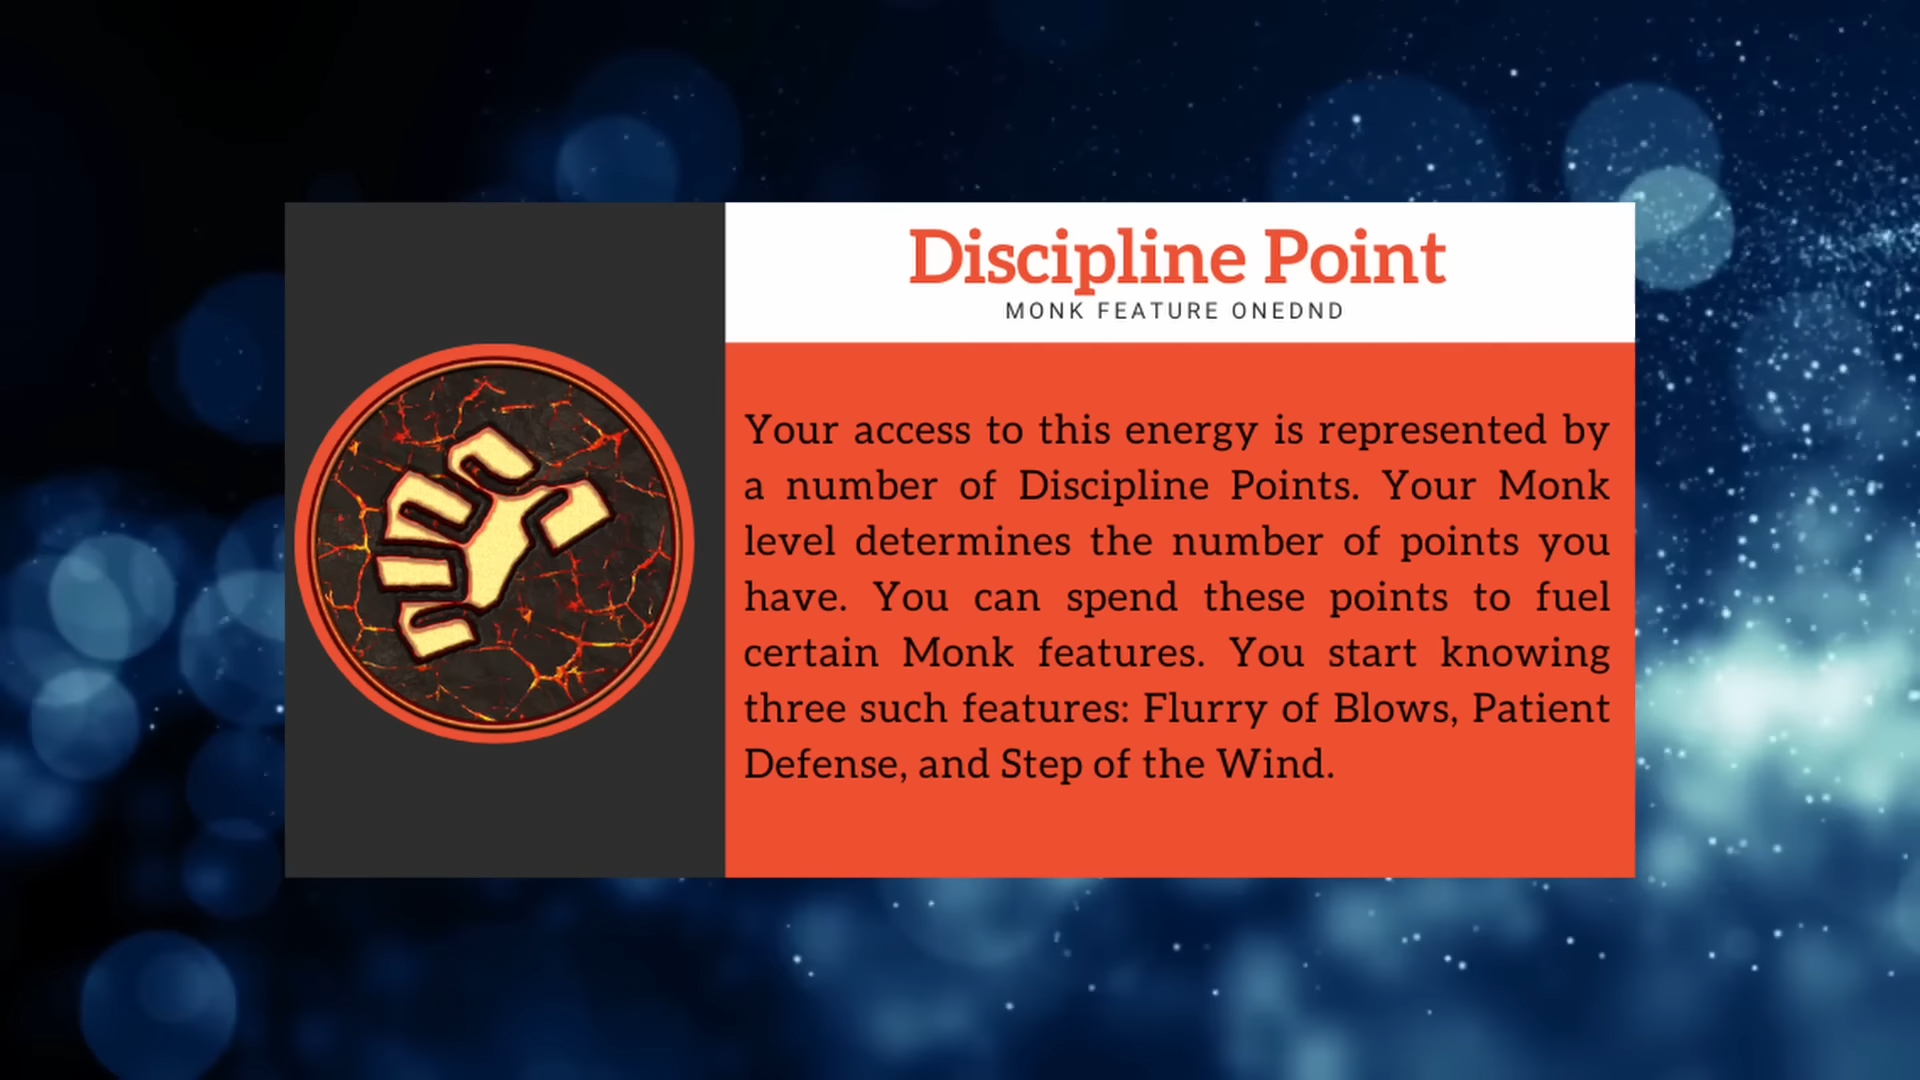 Discipline Point
MONK FEATURE ONEDND
Your access to this energy is represented by
a number of Discipline Points. Your Monk
level determines the number of points you
have. You can spend these points to fuel
certain Monk features. You start knowing
three such features: Flurry of Blows, Patient
Defense, and Step of the Wind.